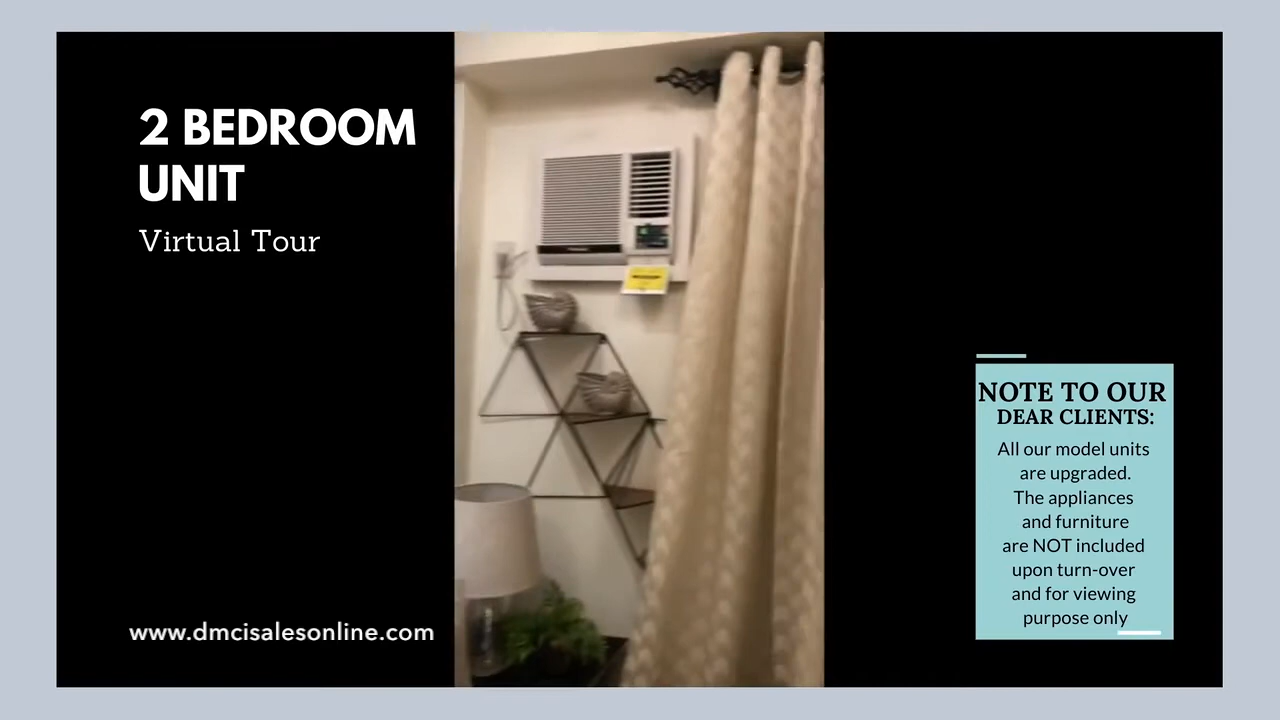 2 BEDROOM
UNIT
Virtual Tour
www.dmcisalesonline.com
NOTE TO OUR
DEAR CLIENTS:
All our model units
are upgraded.
The appliances
and furniture
are NOT included
upon turn-over
and for viewing
purpose only